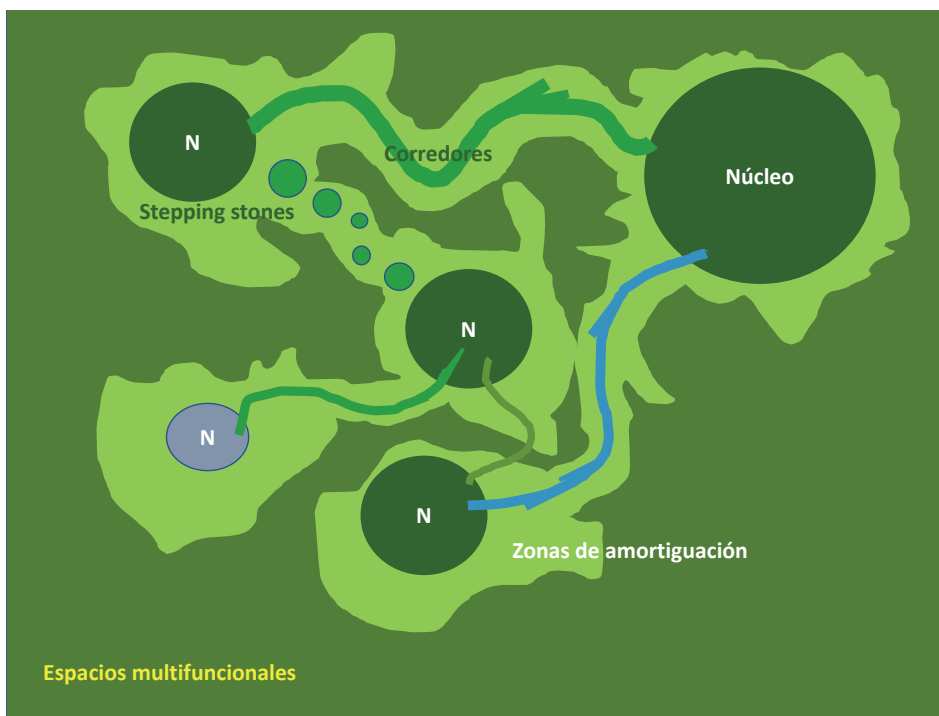 N
Corredores
Núcleo
Stepping stones
N
N
N
Zonas de amortiguación
Espacios multifuncionales